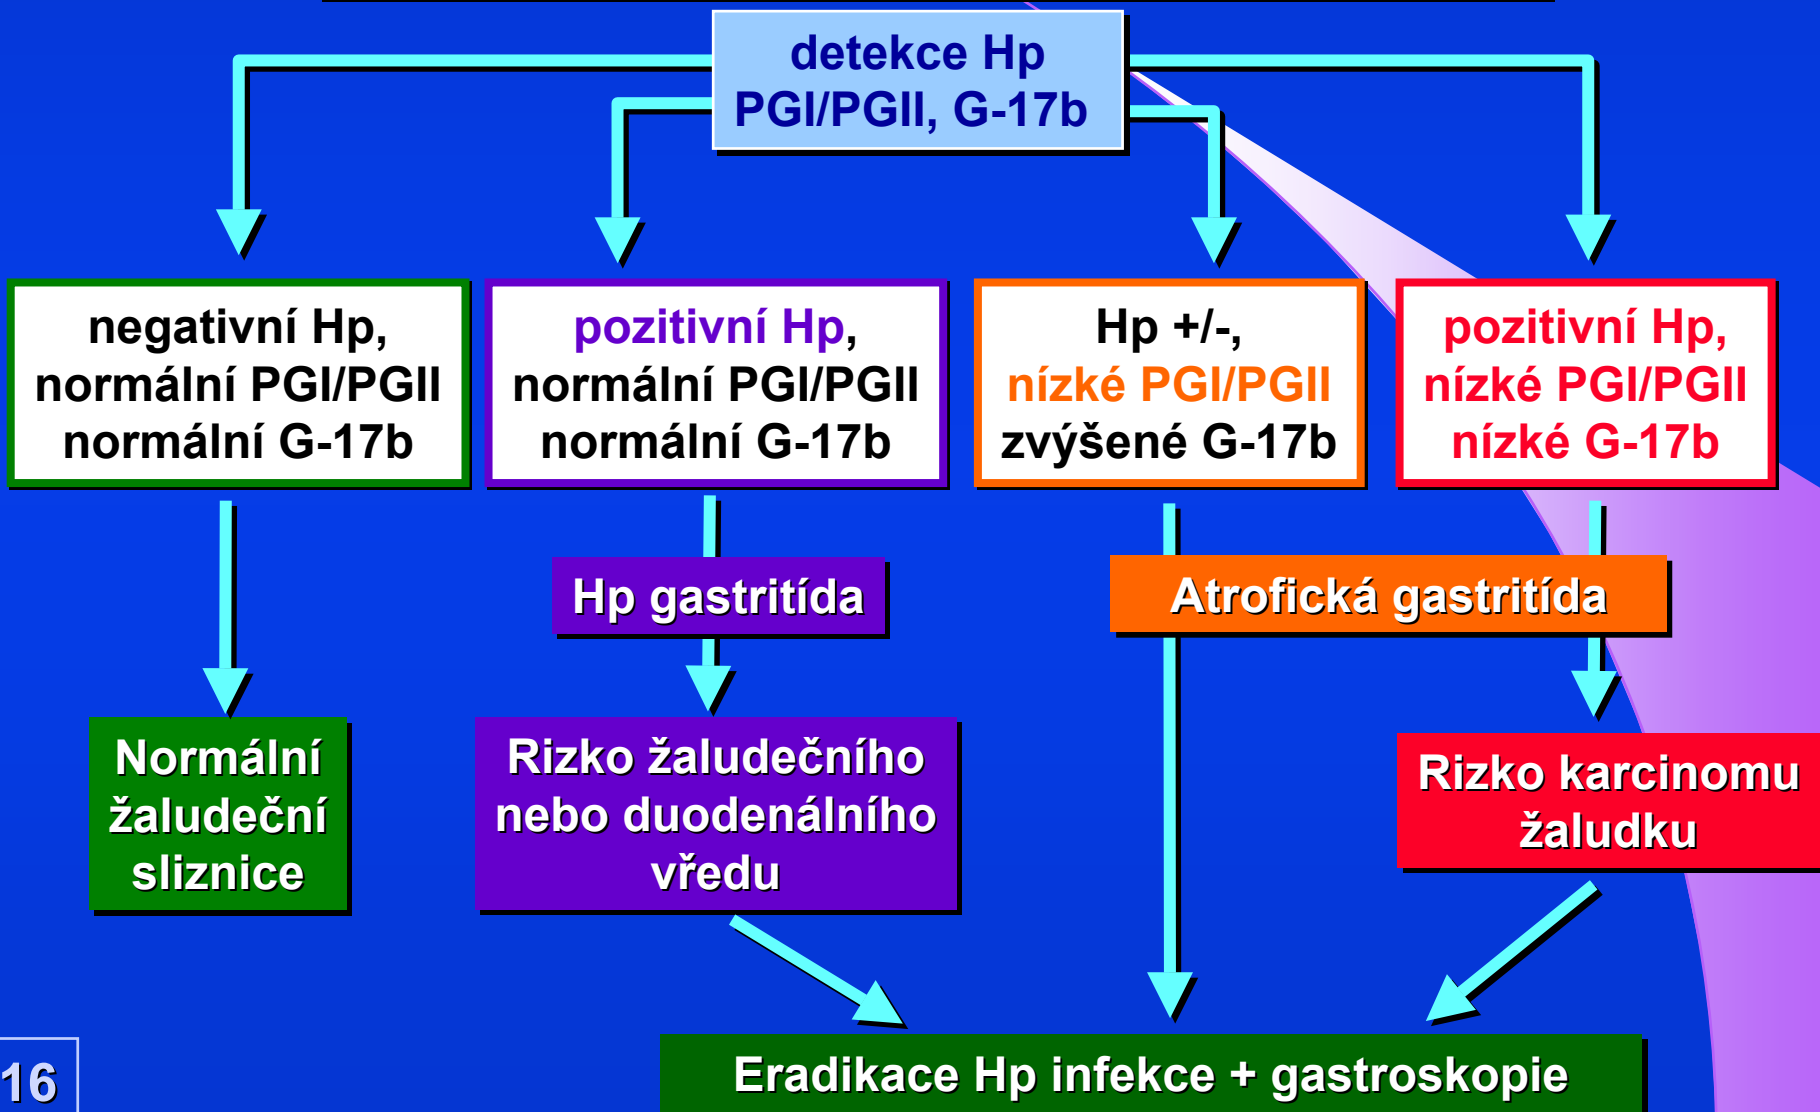 detekce Hp
PGI/PGII, G-17b
negativní Hp,
normální PGI/PGII
normální G-17b
pozitivní Hp,
normální PGI/PGII
normální G-17b
Hp +/-,
nízké PGI/PGII
zvýšené G-17b
pozitivní Hp,
nízké PGI/PGII
nízké G-17b
Hp gastritída
Atrofická gastritída
Normální
žaludeční
sliznice
Rizko žaludečního
nebo duodenálního
vředu
Rizko karcinomu
žaludku
Eradikace Hp infekce + gastroskopie
16